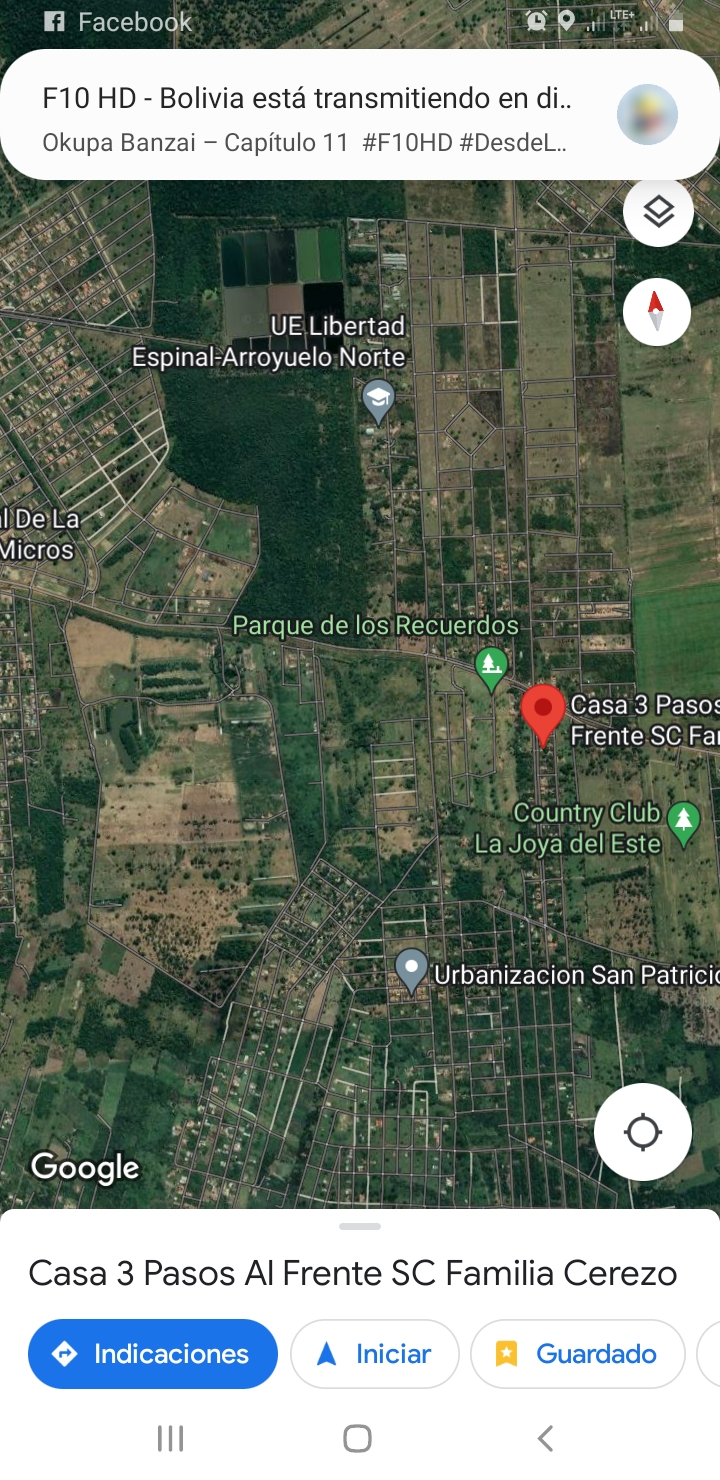 Facebook
LTE+
F10 HD - Bolivia está transmitiendo en di..
Okupa Banzai – Capítulo 11 #F10HD #DesdeL..
UE Libertad
Espinal-Arroyuelo Norte
l De La
Micros
Parque de los Recuerdos
Casa 3 Pasos
Frente SC Fa
Country Club
La Joya del Este
Urbanizacion San Patricio
Google
Casa 3 Pasos Al Frente SC Familia Cerezo
Indicaciones
Iniciar
Guardado